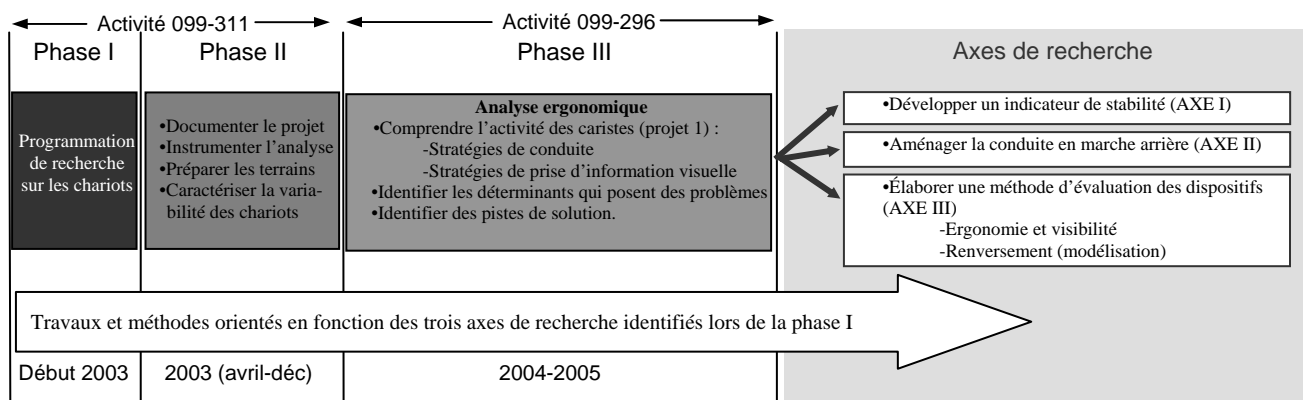 Activité 099-311
Activité 099-296
Phase I
Phase II
Phase III
Axes de recherche
Programmation
de recherche
sur les chariots
•Documenter le projet
•Instrumenter l'analyse
•Préparer les terrains
•Caractériser la varia-
bilité des chariots
Analyse ergonomique
•Comprendre l'activité des caristes (projet 1) :
-Stratégies de conduite
-Stratégies de prise d'information visuelle
•Identifier les déterminants qui posent des problèmes
•Identifier des pistes de solution.
•Développer un indicateur de stabilité (AXE I)
•Aménager la conduite en marche arrière (AXE II)
•Élaborer une méthode d'évaluation des dispositifs
(AXE III)
-Ergonomie et visibilité
-Renversement (modélisation)
Travaux et méthodes orientés en fonction des trois axes de recherche identifiés lors de la phase I
Début 2003
2003 (avril-déc)
2004-2005